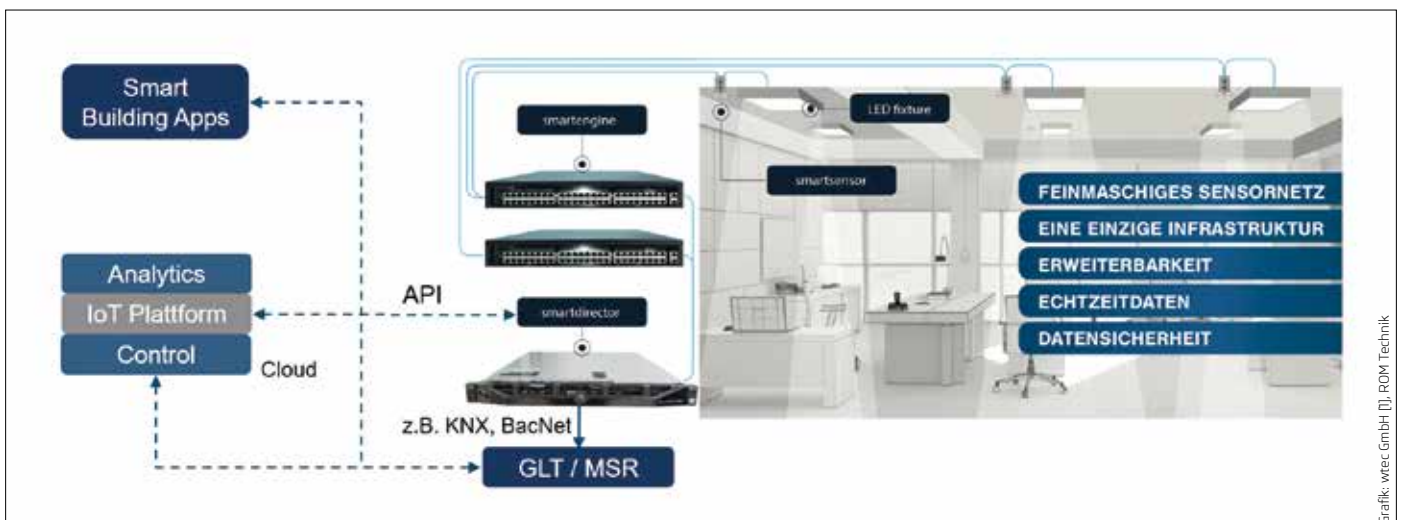 Smart
Building Apps
Analytics
IoT Plattform
Control
Cloud
API
smartengine
smartdirector
z.B. KNX, BacNet
GLT / MSR
LED fixture
smartsensor
FEINMASCHIGES SENSORNETZ
EINE EINZIGE INFRASTRUKTUR
ERWEITERBARKEIT
ECHTZEITDATEN
DATENSICHERHEIT
Grafik: wtec GmbH [1], ROM Technik